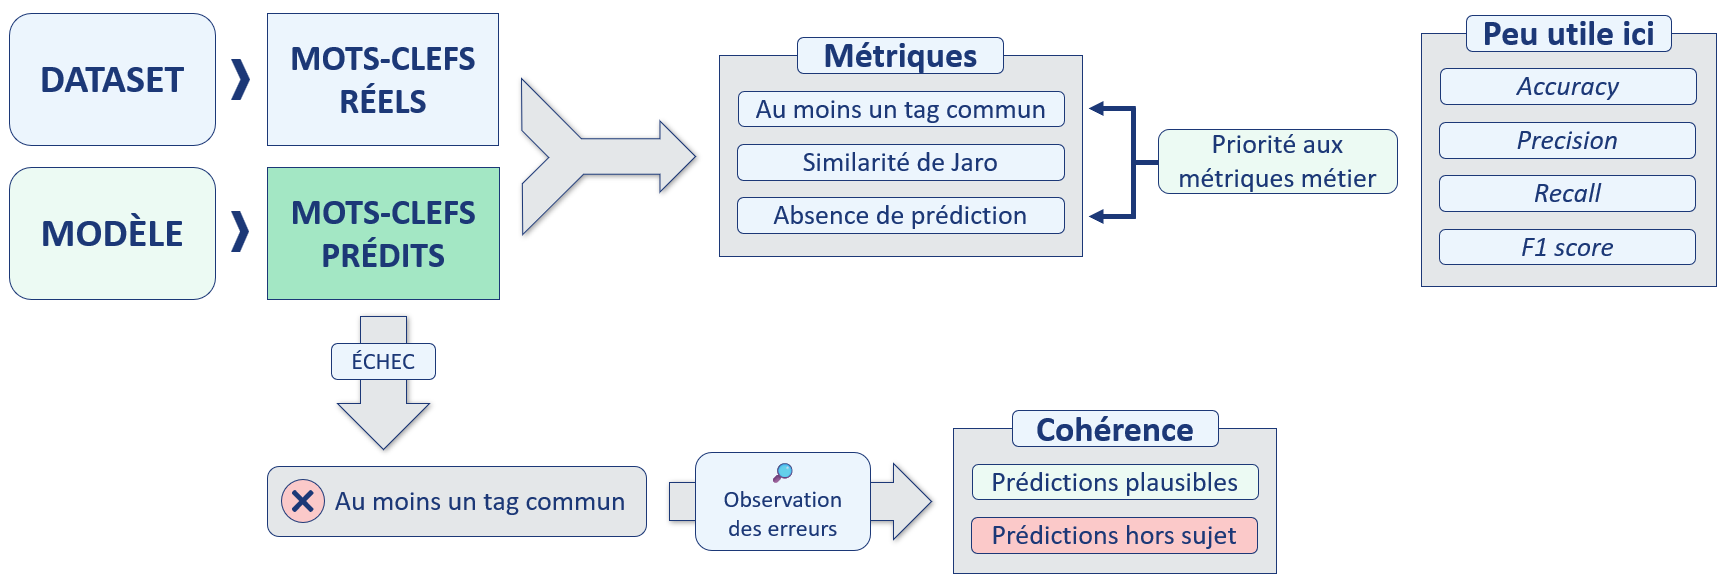 DATASET
MOTS-CLEFS
RÉELS
MODÈLE
MOTS-CLEFS
PRÉDITS
Métriques
Au moins un tag commun
Similarité de Jaro
Absence de prédiction
Priorité aux
métriques métier
Peu utile ici
Accuracy
Precision
Recall
F1 score
ÉCHEC
Au moins un tag commun
Observation
des erreurs
Cohérence
Prédictions plausibles
Prédictions hors sujet